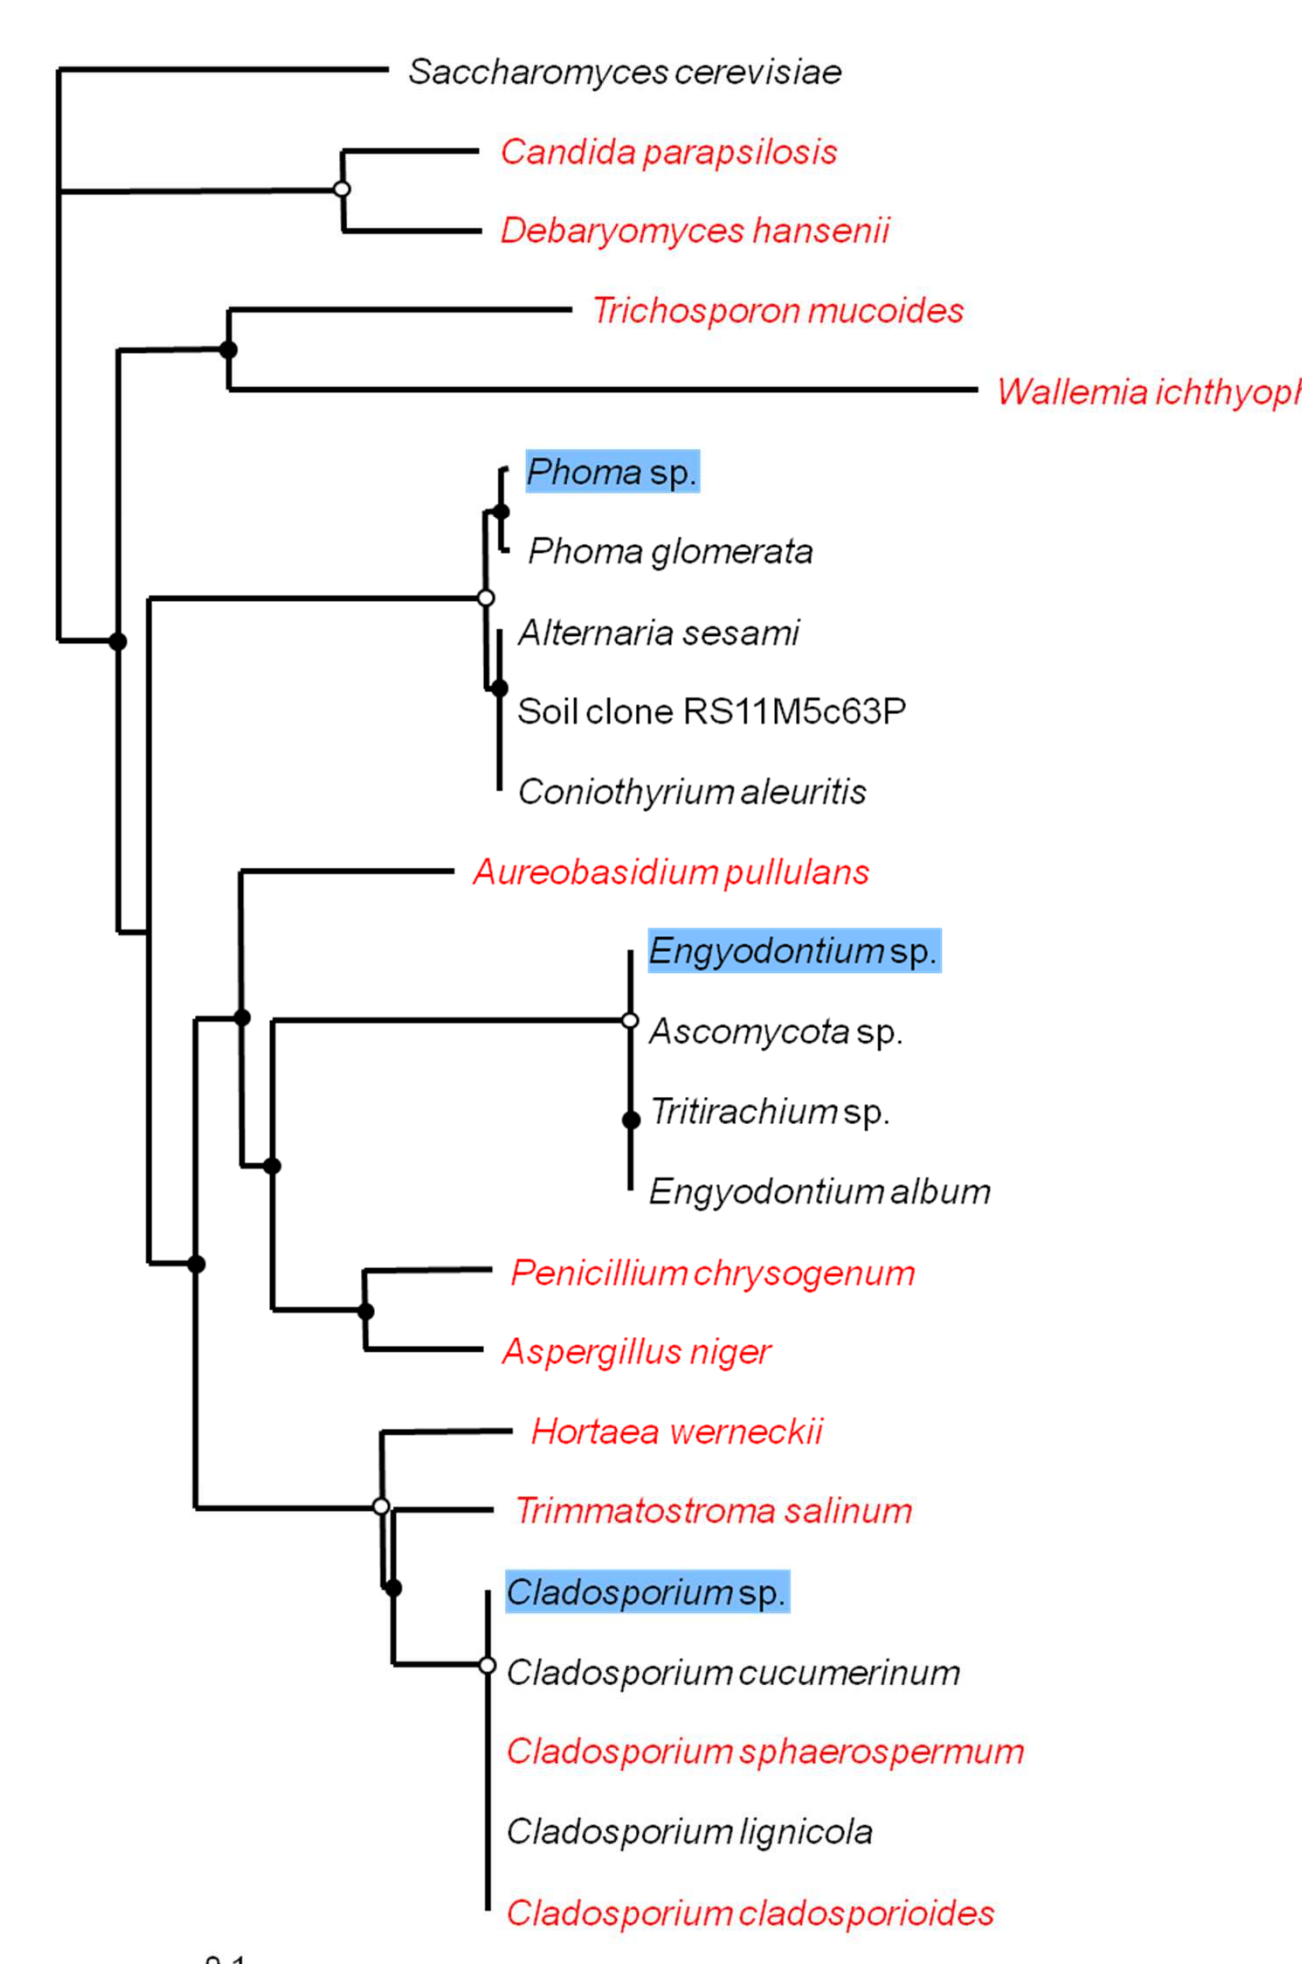 Saccharomyces cerevisiae
Candida parapsilosis
Debaryomyces hansenii
Trichosporon mucoides
Wallemia
Phoma sp.
Phoma glomerata
Alternaria sesami
Soil clone RS11M5c63P
Coniothyrium aleuritis
Aureobasidium pullulans
Engyodontium sp.
Ascomycota sp.
Tritirachium sp.
Engyodontium album
Penicillium chrysogenum
Aspergillus niger
Hortaea werneckii
Trimmatostroma salinum
Cladosporium sp.
Cladosporium cucumerinum
Cladosporium sphaerospermum
Cladosporium lignicola
Cladosporium cladosporioides